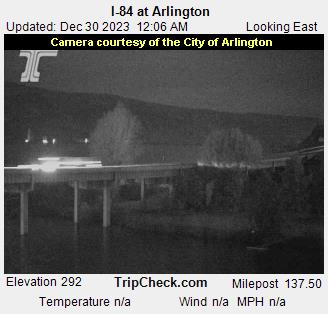 I-84 at Arlington
Updated: Dec 30 2023 12:06 AM Looking East
Camera courtesy of the City of Arlington
Elevation 292 TripCheck.com Milepost 137.50
Temperature n/a Wind n/a MPH n/a